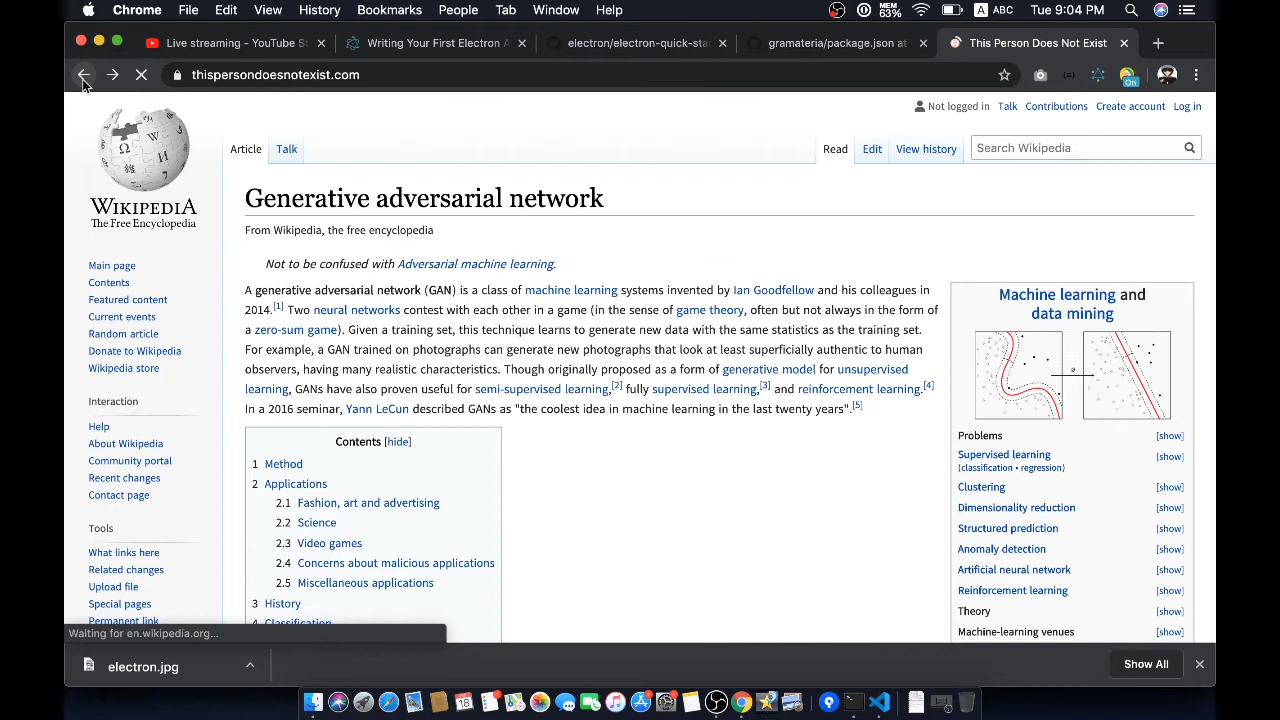 Chrome File Edit View History Bookmarks People Tab Window Help MEM 63% A ABC Tue 9:04 PM
Live streaming - YouTube St Writing Your First Electron A electron/electron-quick-star gramateria/package.json at This Person Does Not Exist
thispersondoesnotexist.com
On
Not logged in Talk Contributions Create account Log in
Article Talk Read Edit View history Search Wikipedia
WIKIPEDIA
The Free Encyclopedia
Main page
Contents
Featured content
Current events
Random article
Donate to Wikipedia
Wikipedia store
Interaction
Help
About Wikipedia
Community portal
Recent changes
Contact page
Tools
What links here
Related changes
Upload file
Special pages
Permanent link
Generative adversarial network
From Wikipedia, the free encyclopedia
Not to be confused with Adversarial machine learning.
A generative adversarial network (GAN) is a class of machine learning systems invented by Ian Goodfellow and his colleagues in
2014.[1] Two neural networks contest with each other in a game (in the sense of game theory, often but not always in the form of
a zero-sum game). Given a training set, this technique learns to generate new data with the same statistics as the training set.
For example, a GAN trained on photographs can generate new photographs that look at least superficially authentic to human
observers, having many realistic characteristics. Though originally proposed as a form of generative model for unsupervised
learning, GANs have also proven useful for semi-supervised learning,[2] fully supervised learning,[3] and reinforcement learning.[4]
In a 2016 seminar, Yann LeCun described GANs as "the coolest idea in machine learning in the last twenty years".[5]
Contents [hide]
1 Method
2 Applications
2.1 Fashion, art and advertising
2.2 Science
2.3 Video games
2.4 Concerns about malicious applications
2.5 Miscellaneous applications
3 History
4 Classification
Machine learning and
data mining
Problems [show]
Supervised learning [show]
(classification • regression)
Clustering [show]
Dimensionality reduction [show]
Structured prediction [show]
Anomaly detection [show]
Artificial neural network [show]
Reinforcement learning [show]
Theory [show]
Machine-learning venues [show]
Waiting for en.wikipedia.org...
electron.jpg Show All